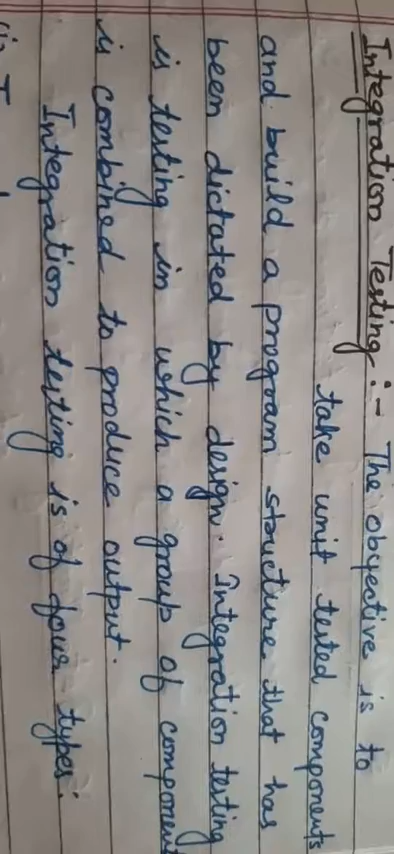 Integration Testing :- The obyective is to
take unit tested components
and build a program structure that has
been dictated by design. Integration testing
is testing in which a group of component
is combined to produce output.
Integration testing is of four types: